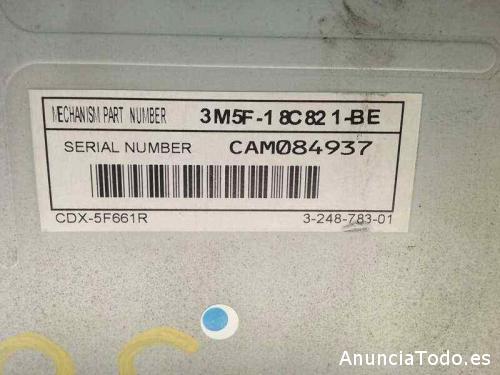 MECHANISM PART NUMBER 3M5F-18C821-BE
SERIAL NUMBER CAM084937
CDX-5F661R 3-248-783-01
AnunciaTodo.es